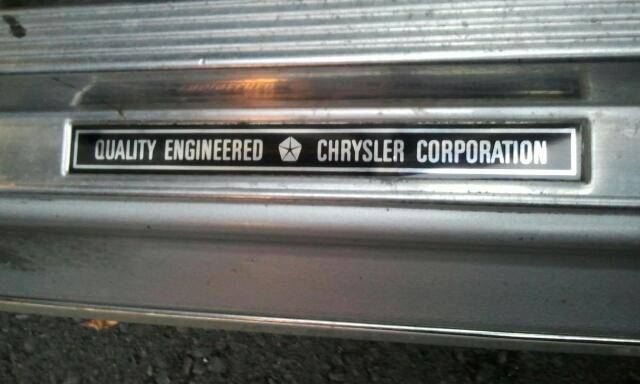 QUALITY ENGINEERED CHRYSLER CORPORATION